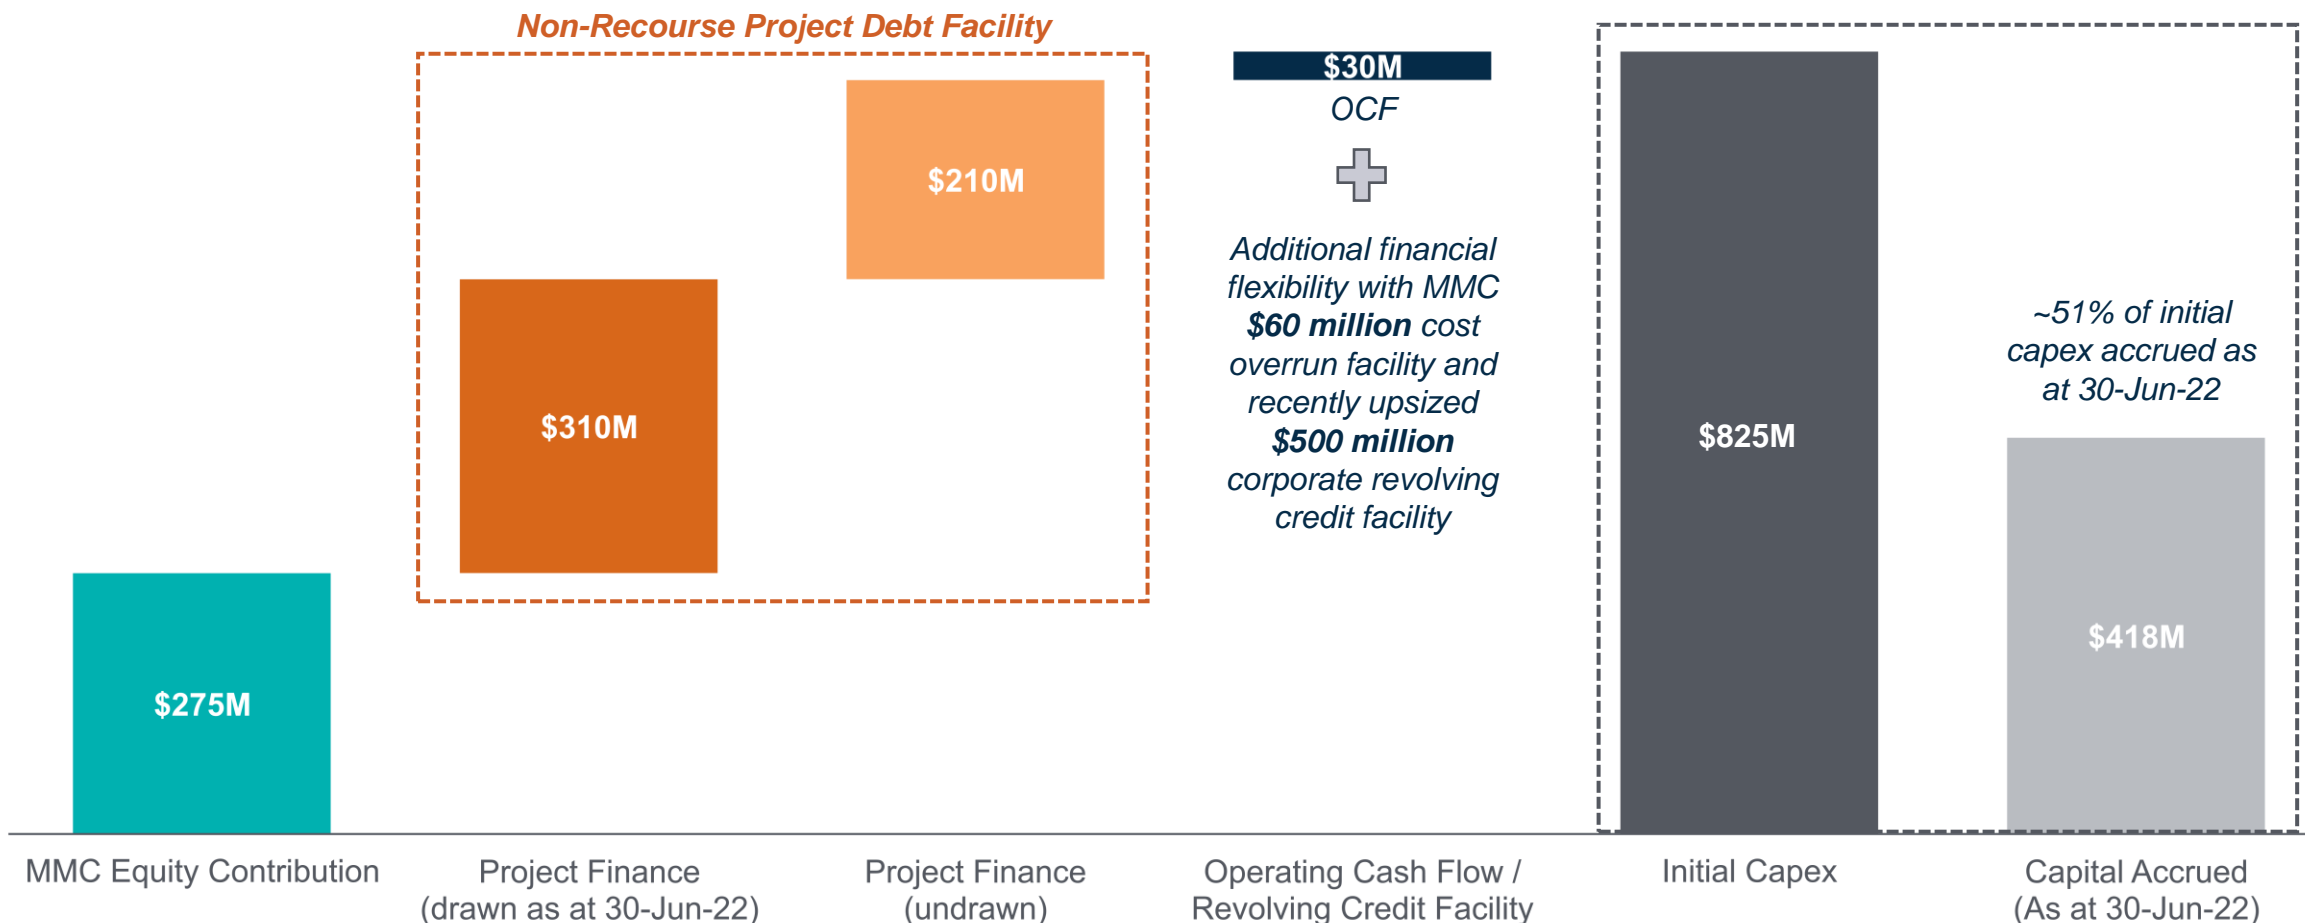 Non-Recourse Project Debt Facility
$30M
OCF
$210M
Additional financial
flexibility with MMC
$60 million cost
overrun facility and
recently upsized
$500 million
corporate revolving
credit facility
~51% of initial
capex accrued as
at 30-Jun-22
$310M
$825M
$418M
$275M
MMC Equity Contribution
Project Finance
(drawn as at 30-Jun-22)
Project Finance
(undrawn)
Operating Cash Flow /
Revolving Credit Facility
Initial Capex
Capital Accrued
(As at 30-Jun-22)